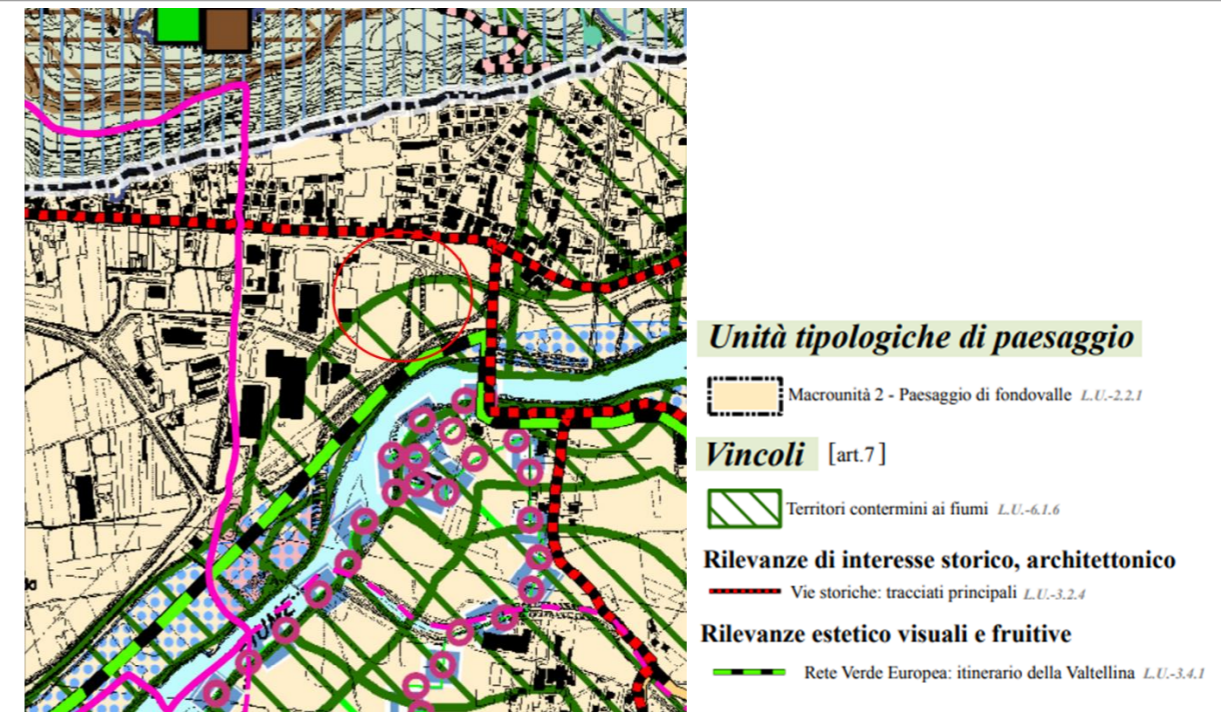 Unità tipologiche di paesaggio
Macrounità 2 - Paesaggio di fondovalle L.U.-2.2.1
Vincoli [art.7]
Territori contermini ai fiumi L.U.-6.1.6
Rilevanze di interesse storico, architettonico
Vie storiche: tracciati principali L.U.-3.2.4
Rilevanze estetico visuali e fruitive
Rete Verde Europea: itinerario della Valtellina L.U.-3.4.1